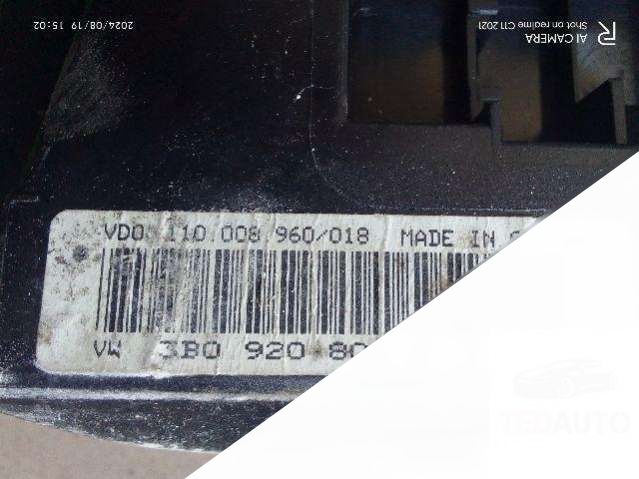 VDO 110.008.960/018 MADE IN
VW 3B0 920 80
AI CAMERA
Shot on realme C11 2021
2024/08/19 15:02
TEDAUTO